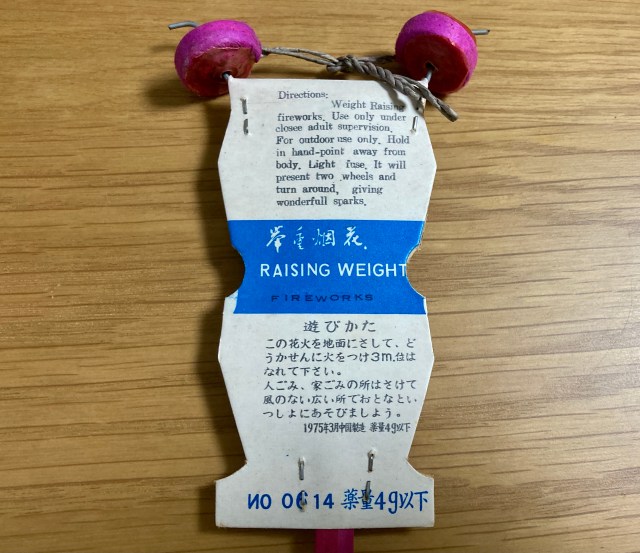 Directions:
Weight Raising
fireworks. Use only under
closee adult supervision.
For outdoor use only. Hold
in hand-point away from
body. Light fuse. It will
present two wheels and
turn around, giving
wonderfull sparks.
举重烟花.
RAISING WEIGHT
FIREWORKS
遊びかた
この花火を地面にさして、ど
うかせんに火をつけ3m.位は
なれて下さい。
人ごみ、家ごみの所はさけて
風のない広い所でおとなとい
っしょにあそびましょう。
1975年3月中国製造 薬量4g以下
NO 0614 薬量4g以下